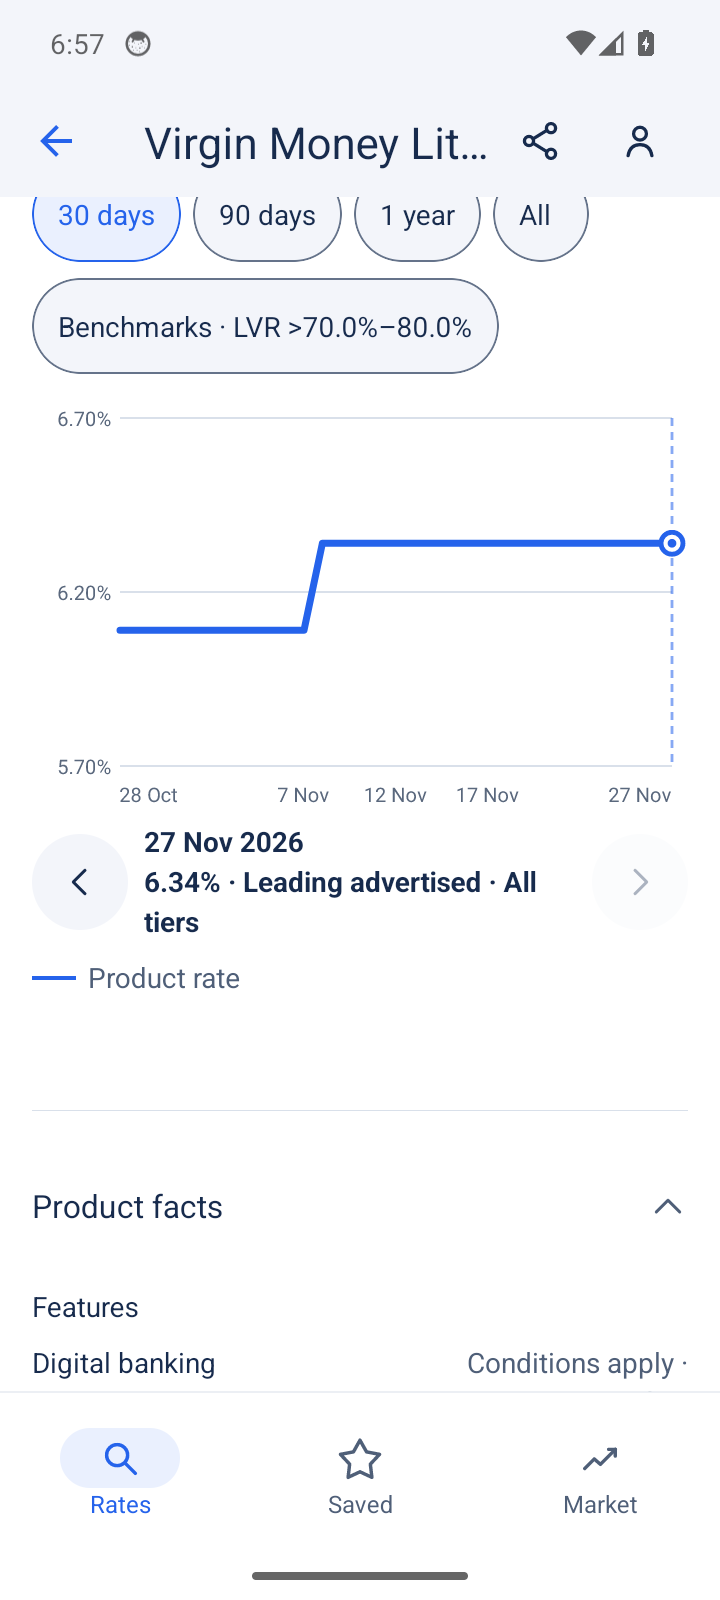 6:57
Virgin Money Lit...
30 days 90 days 1 year All
Benchmarks · LVR >70.0%–80.0%
6.70%
6.20%
5.70%
28 Oct 7 Nov 12 Nov 17 Nov 27 Nov
27 Nov 2026
6.34% · Leading advertised · All
tiers
Product rate
Product facts
Features
Digital banking Conditions apply ·
Rates Saved Market